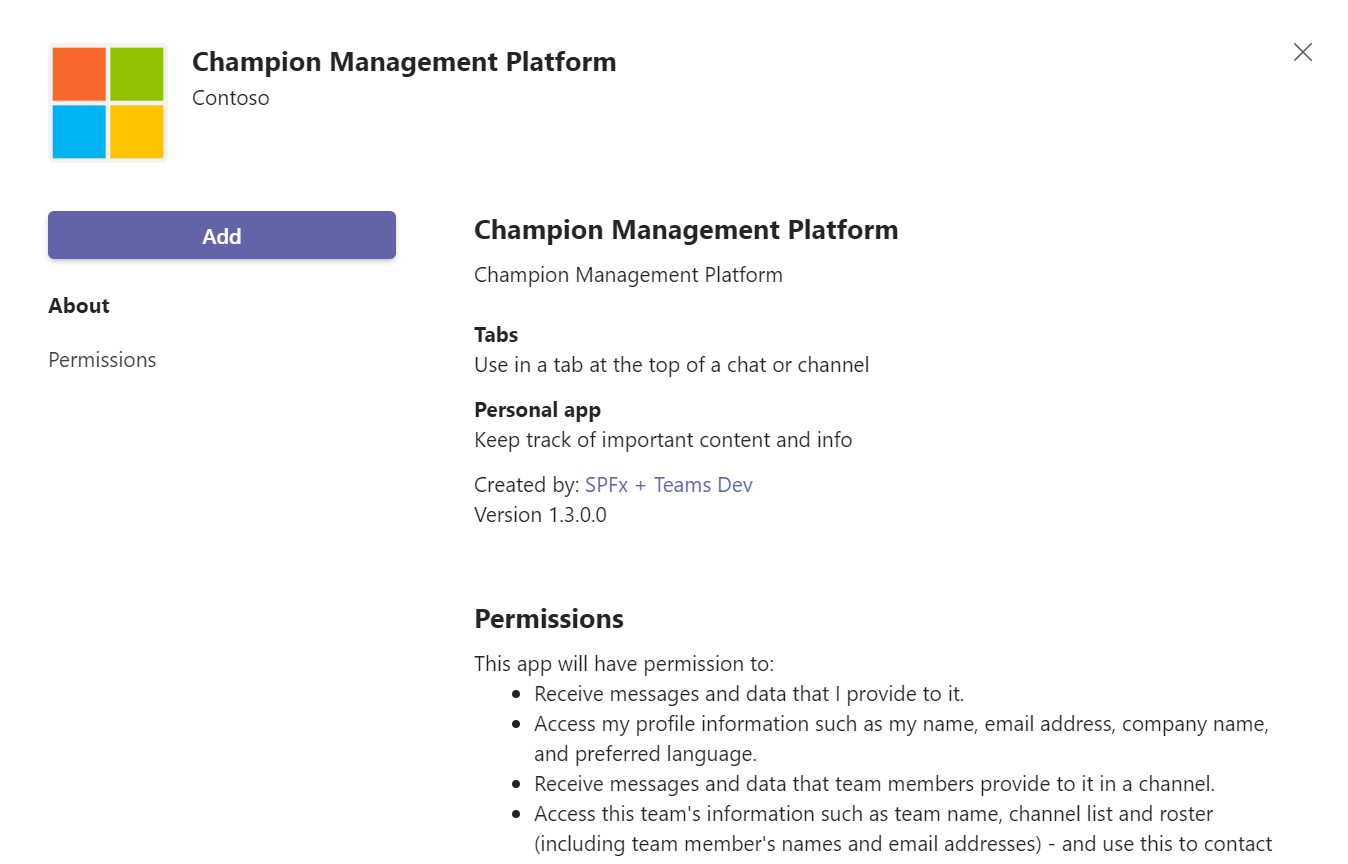 Champion Management Platform
Contoso
Add
About
Permissions
Champion Management Platform
Champion Management Platform
Tabs
Use in a tab at the top of a chat or channel
Personal app
Keep track of important content and info
Created by: SPFx + Teams Dev
Version 1.3.0.0
Permissions
This app will have permission to:
• Receive messages and data that I provide to it.
• Access my profile information such as my name, email address, company name,
and preferred language.
• Receive messages and data that team members provide to it in a channel.
• Access this team's information such as team name, channel list and roster
(including team member's names and email addresses) - and use this to contact